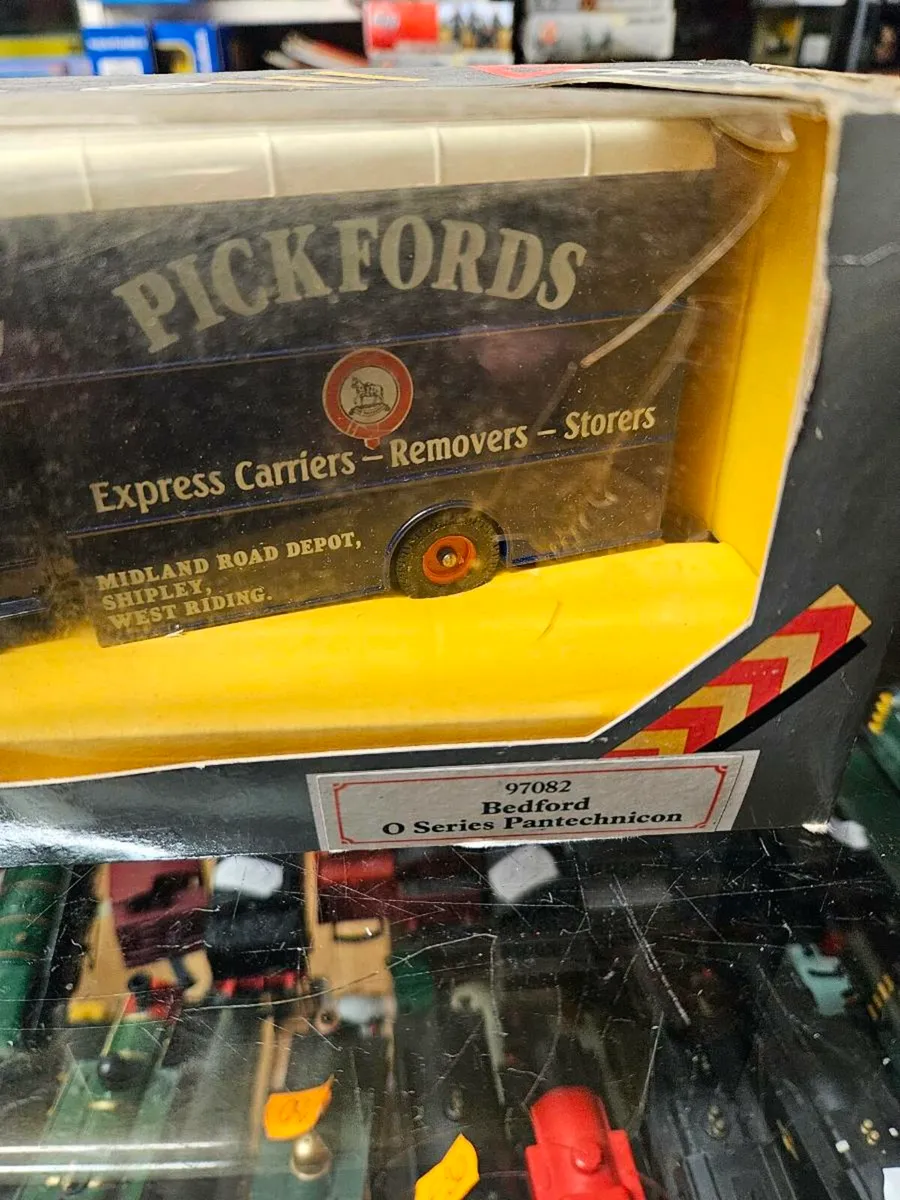 PICKFORDS
Express Carriers – Removers – Storers
MIDLAND ROAD DEPOT,
SHIPLEY,
WEST RIDING.
97082
Bedford
O Series Pantechnicon